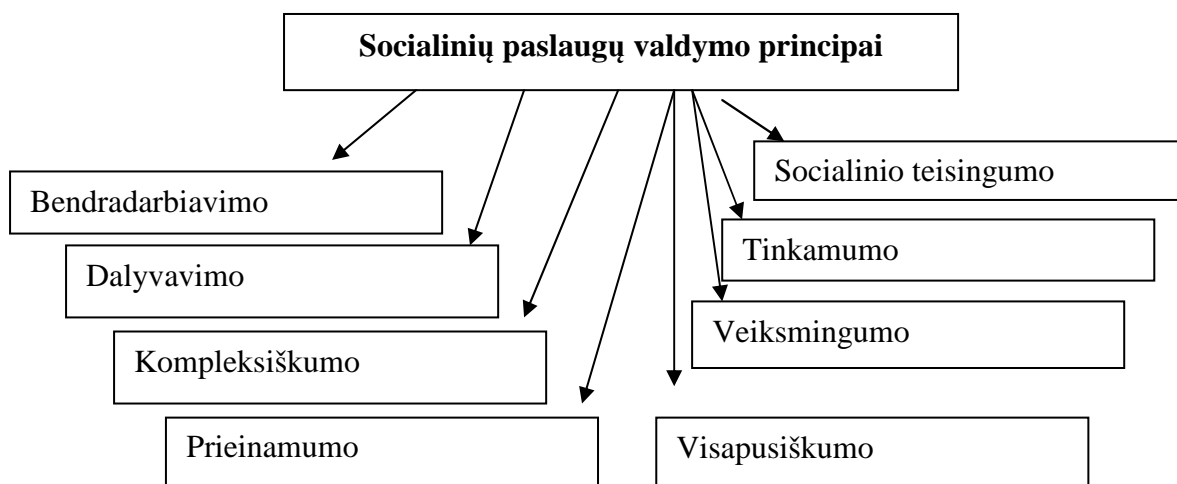 Socialinių paslaugų valdymo principai
Bendradarbiavimo
Dalyvavimo
Kompleksiškumo
Prieinamumo
Socialinio teisingumo
Tinkamumo
Veiksmingumo
Visapusiškumo